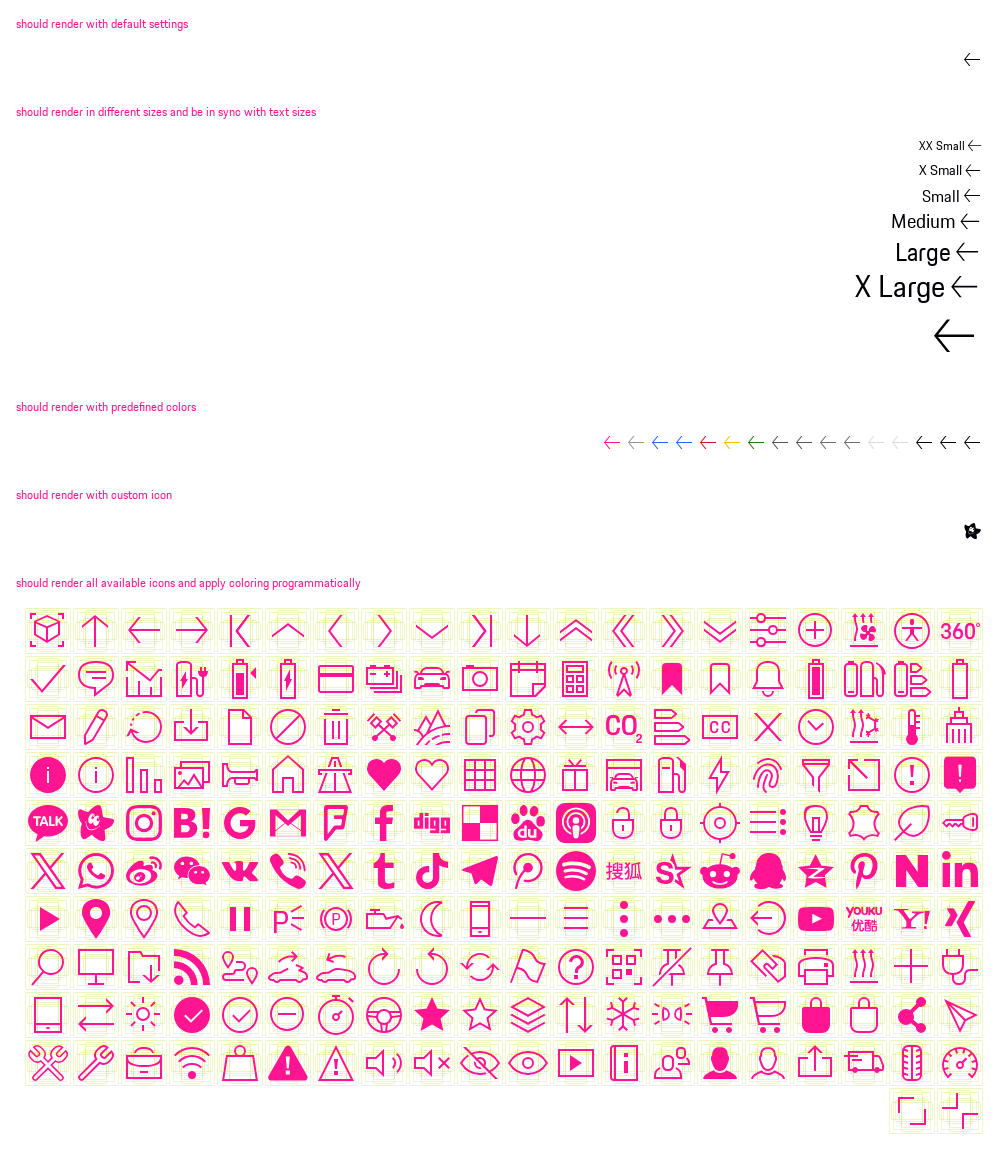 should render with default settings
should render in different sizes and be in sync with text sizes
XX Small
X Small
Small
Medium
Large
X Large
should render with predefined colors
should render with custom icon
should render all available icons and apply coloring programmatically
360°
CO2
CC
TALK
B!
G
digg
du
搜狐
S
N
in
P
P
YOUKU
优酷
Y!